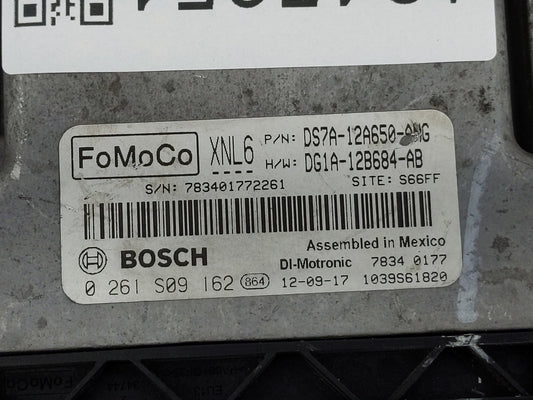 FoMoCo XNL6 P/N: DS7A-12A650-
H/W: DG1A-12B684-AB
S/N: 783401772261 SITE: S66FF
BOSCH Assembled in Mexico
DI-Motronic 7834 0177
0 261 S09 162 864 12-09-17 1039S61820
FoMoCo